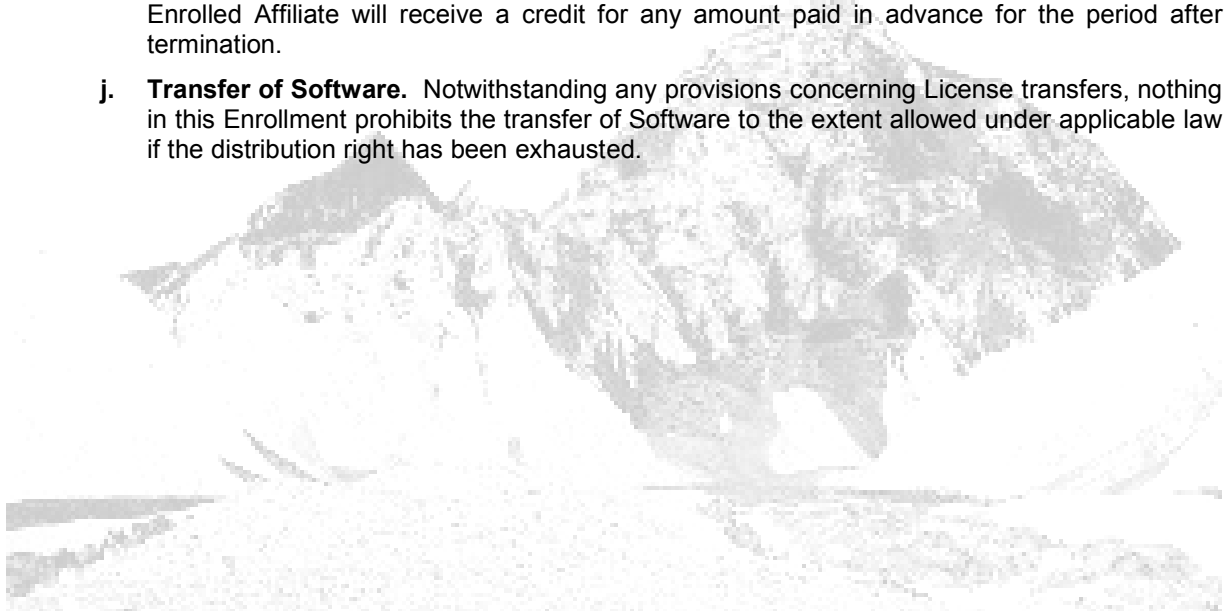 Enrolled Affiliate will receive a credit for any amount paid in advance for the period after
termination.
j. Transfer of Software. Notwithstanding any provisions concerning License transfers, nothing
in this Enrollment prohibits the transfer of Software to the extent allowed under applicable law
if the distribution right has been exhausted.